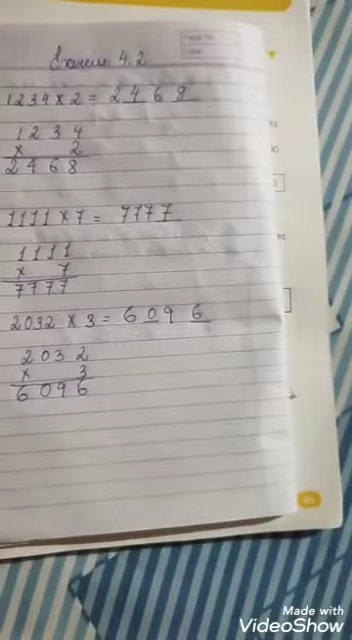 Exercise 4.2
1234 x 2 = 2468
1234
x 2
2468
1111 x 7 = 7777
1111
x 7
7777
2032 x 3 = 6096
2032
x 3
6096
Made with
VideoShow